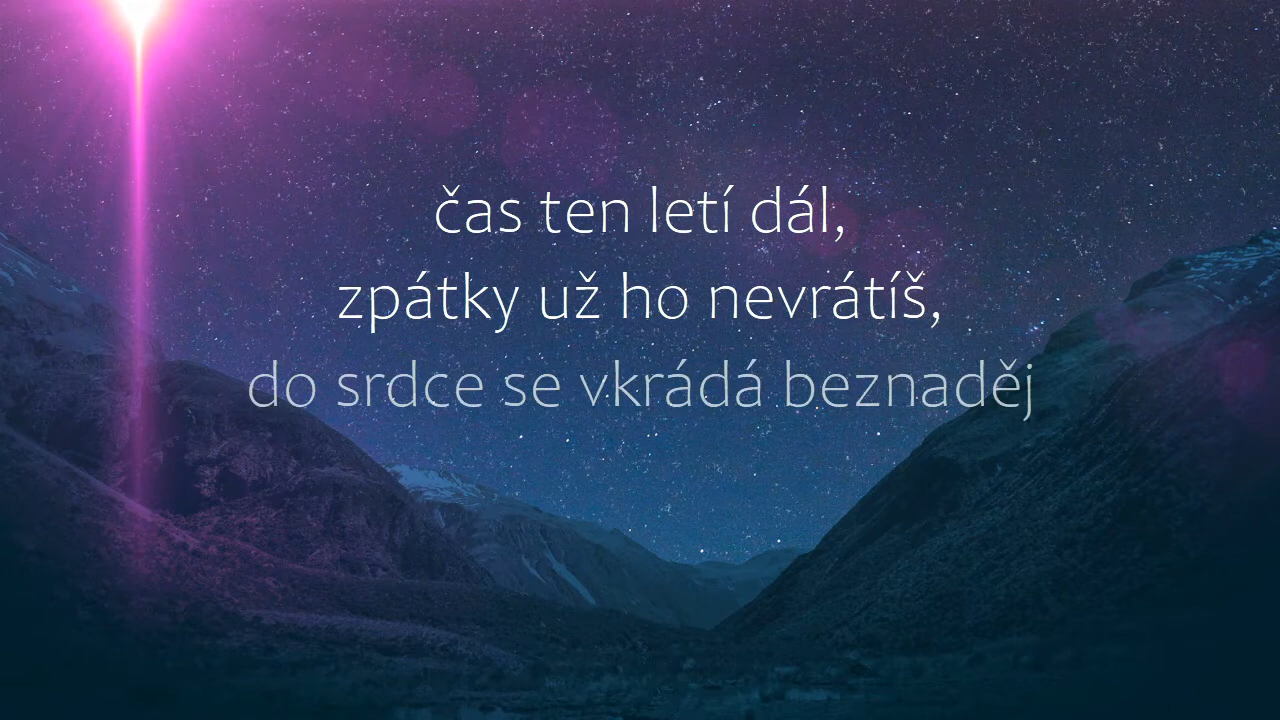 čas ten letí dál,
zpátky už ho nevrátíš,
do srdce se vkrádá beznaděj